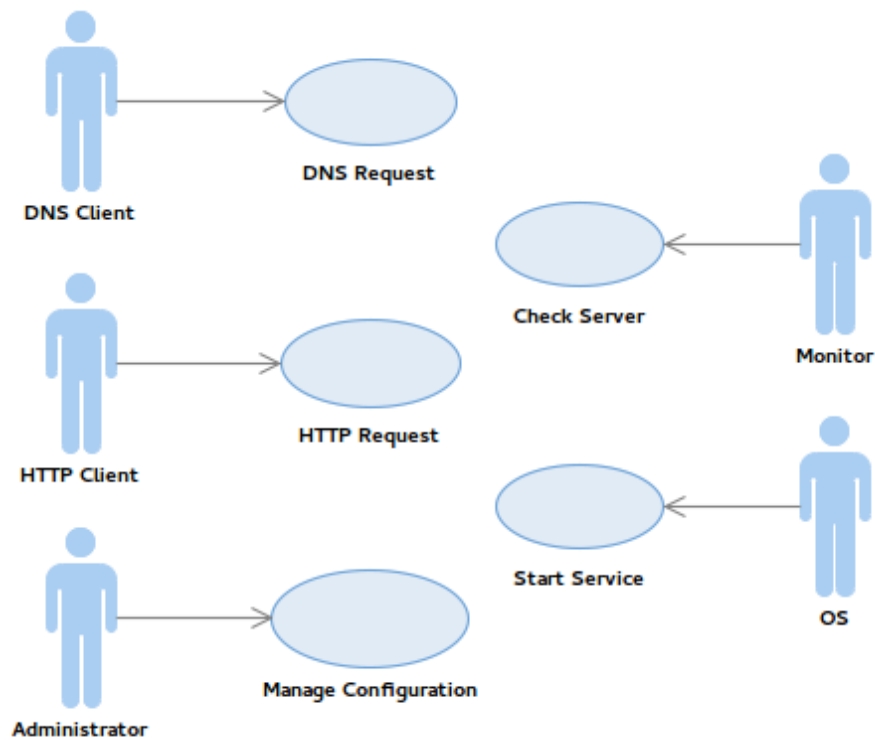 DNS Request
DNS Client
Check Server
Monitor
HTTP Request
HTTP Client
Start Service
OS
Manage Configuration
Administrator